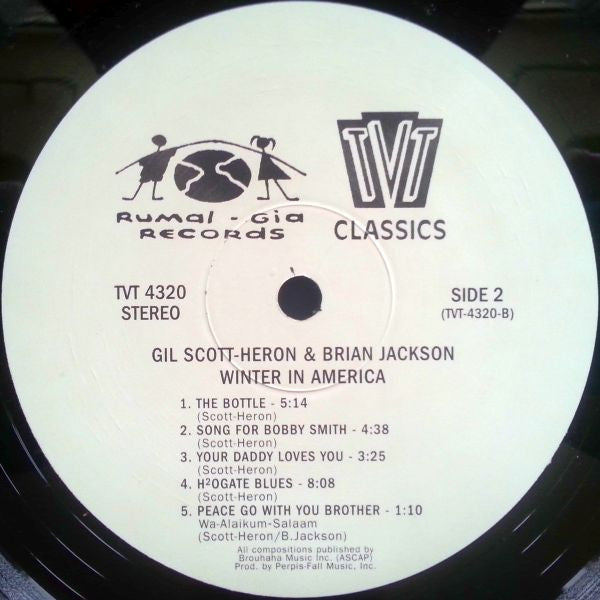 Rumal - Gia
RECORDS
TVT
CLASSICS
TVT 4320
STEREO
SIDE 2
(TVT-4320-B)
GIL SCOTT-HERON & BRIAN JACKSON
WINTER IN AMERICA
1. THE BOTTLE - 5:14
(Scott-Heron)
2. SONG FOR BOBBY SMITH - 4:38
(Scott-Heron)
3. YOUR DADDY LOVES YOU - 3:25
(Scott-Heron)
4. H²OGATE BLUES - 8:08
(Scott-Heron)
5. PEACE GO WITH YOU BROTHER - 1:10
Wa-Alaikum-Salaam
(Scott-Heron/B.Jackson)
All compositions published by
Brouhaha Music Inc. (ASCAP)
Prod. by Perpis-Fall Music, Inc.